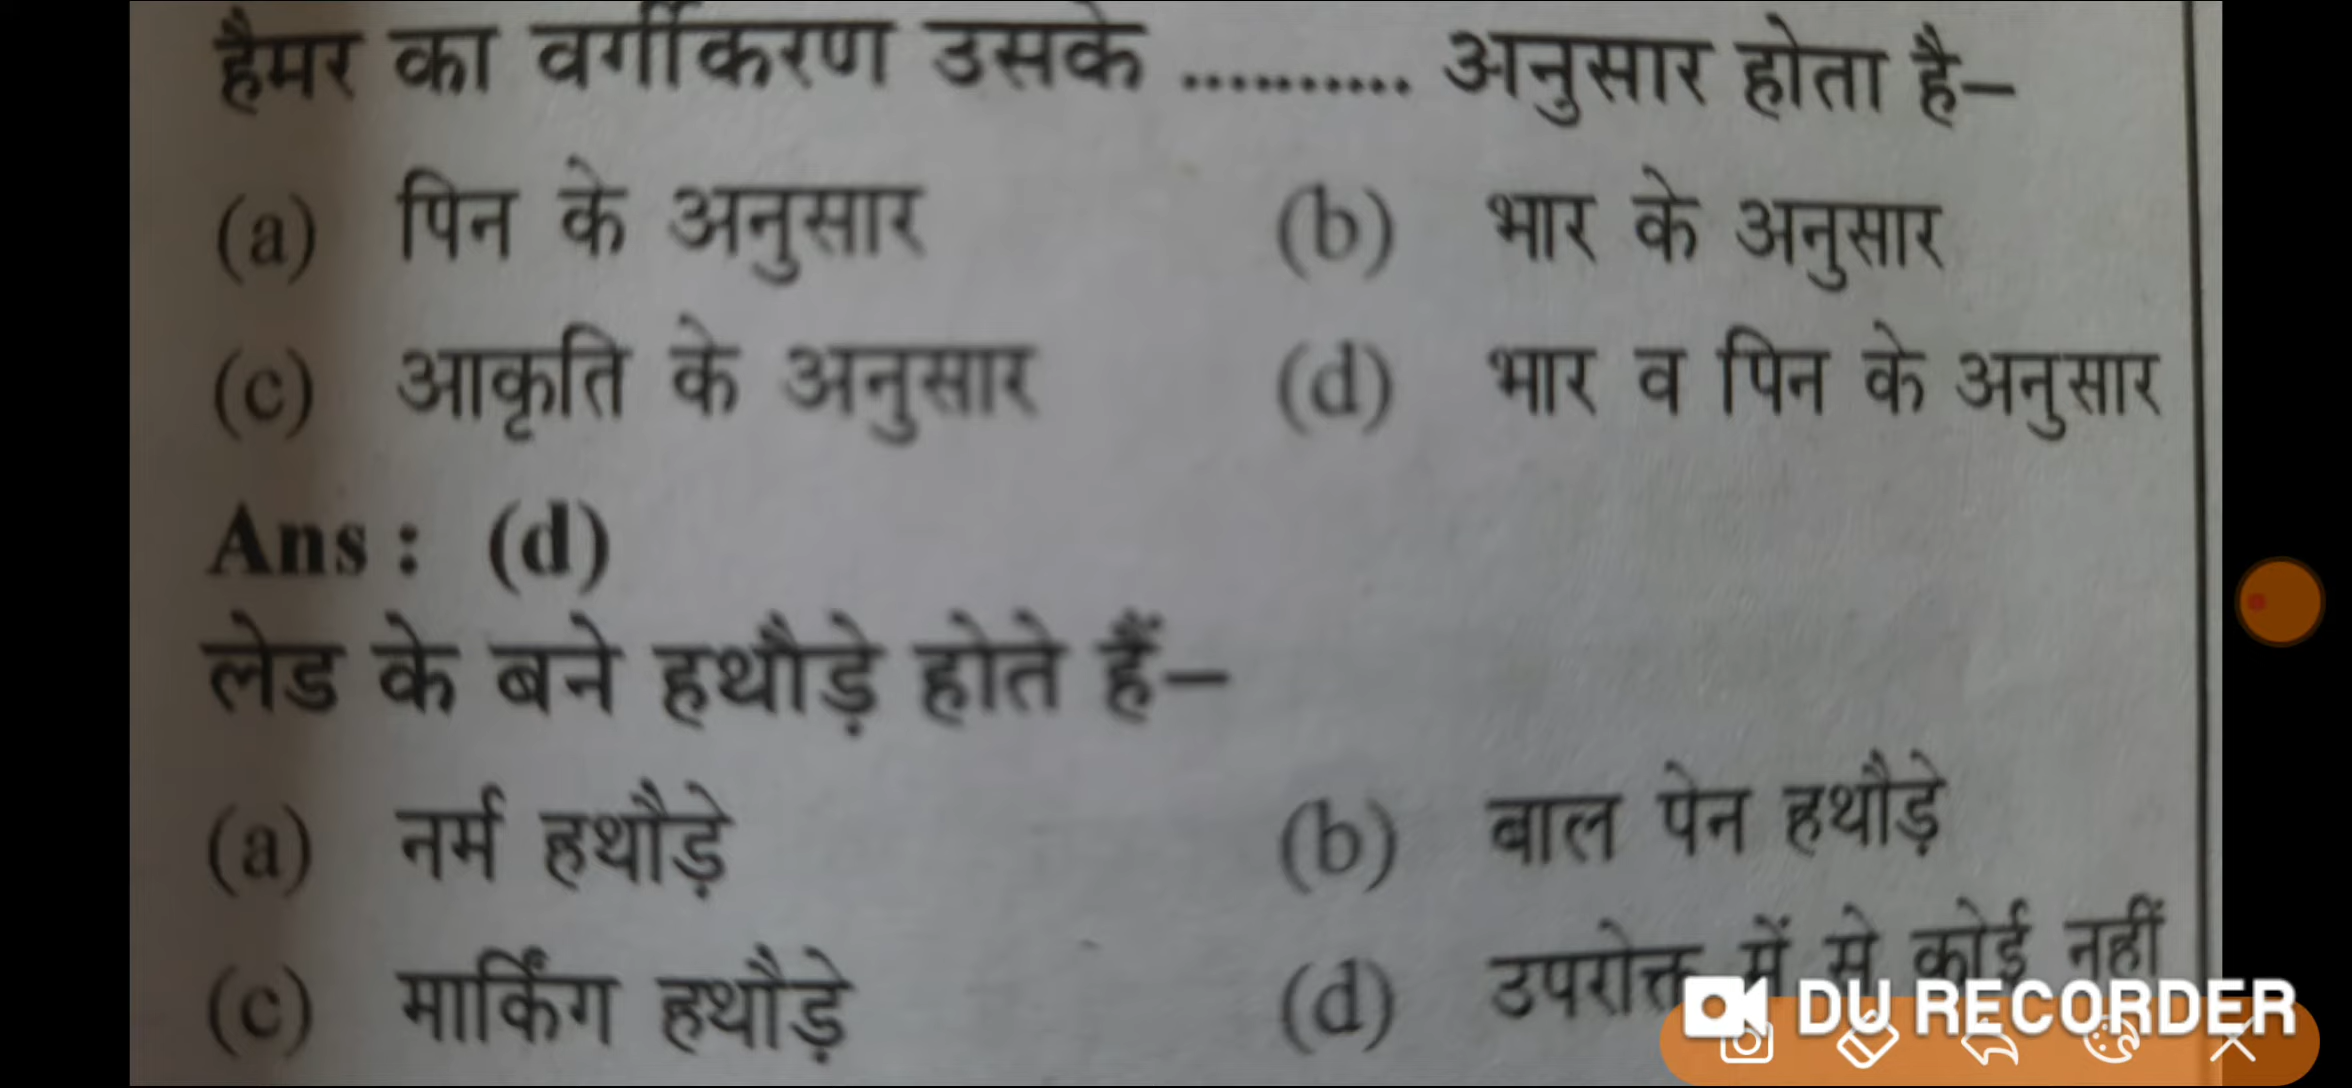 हैमर का वर्गीकरण उसके .......... अनुसार होता है–
(a) पिन के अनुसार (b) भार के अनुसार
(c) आकृति के अनुसार (d) भार व पिन के अनुसार
Ans : (d)
लेड के बने हथौड़े होते हैं–
(a) नर्म हथौड़े (b) बाल पेन हथौड़े
(c) मार्किंग हथौड़े (d) उपरोक्त में से कोई नहीं
DU RECORDER